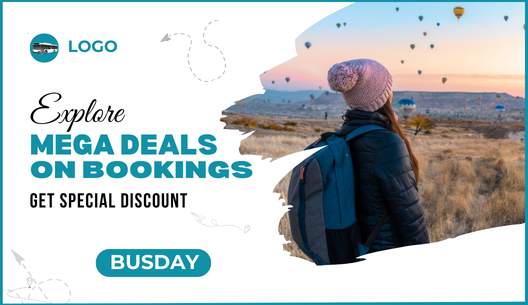 LOGO
Explore
MEGA DEALS
ON BOOKINGS
GET SPECIAL DISCOUNT
BUSDAY